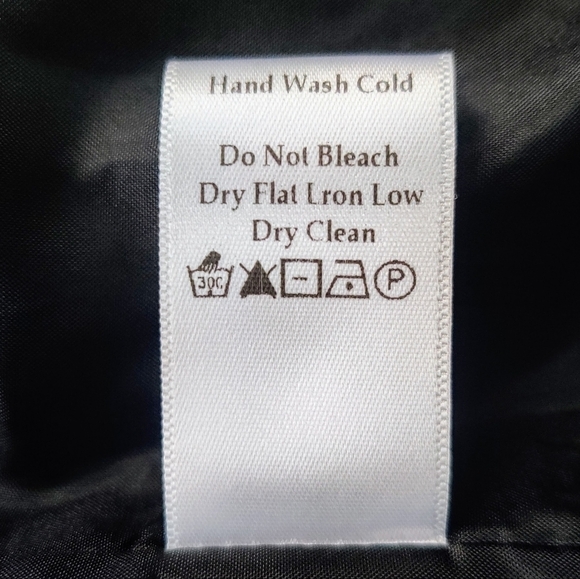 Hand Wash Cold
Do Not Bleach
Dry Flat Lron Low
Dry Clean
30C P